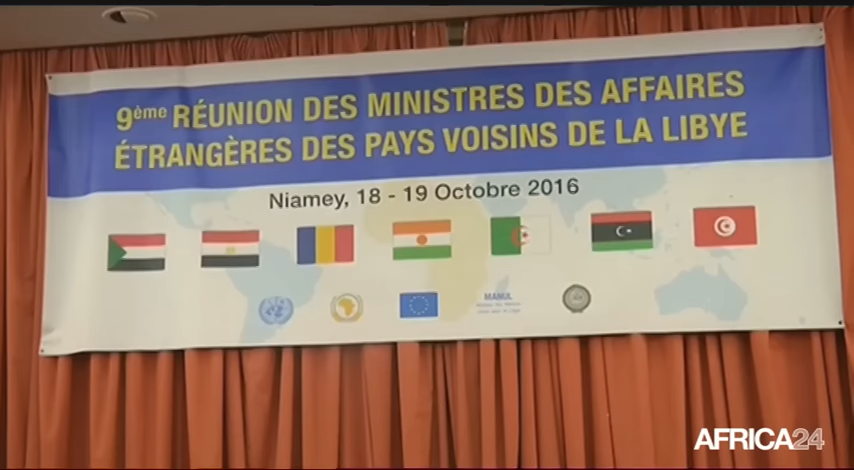 9ème RÉUNION DES MINISTRES DES AFFAIRES
ÉTRANGÈRES DES PAYS VOISINS DE LA LIBYE
Niamey, 18 - 19 Octobre 2016
MANUL
AFRICA24